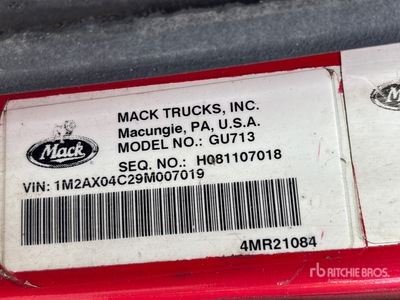 MACK TRUCKS, INC.
Macungie, PA, U.S.A.
MODEL NO.: GU713
SEQ. NO.: H081107018
Mack
VIN: 1M2AX04C29M007019
4MR21084
rb RITCHIE BROS.